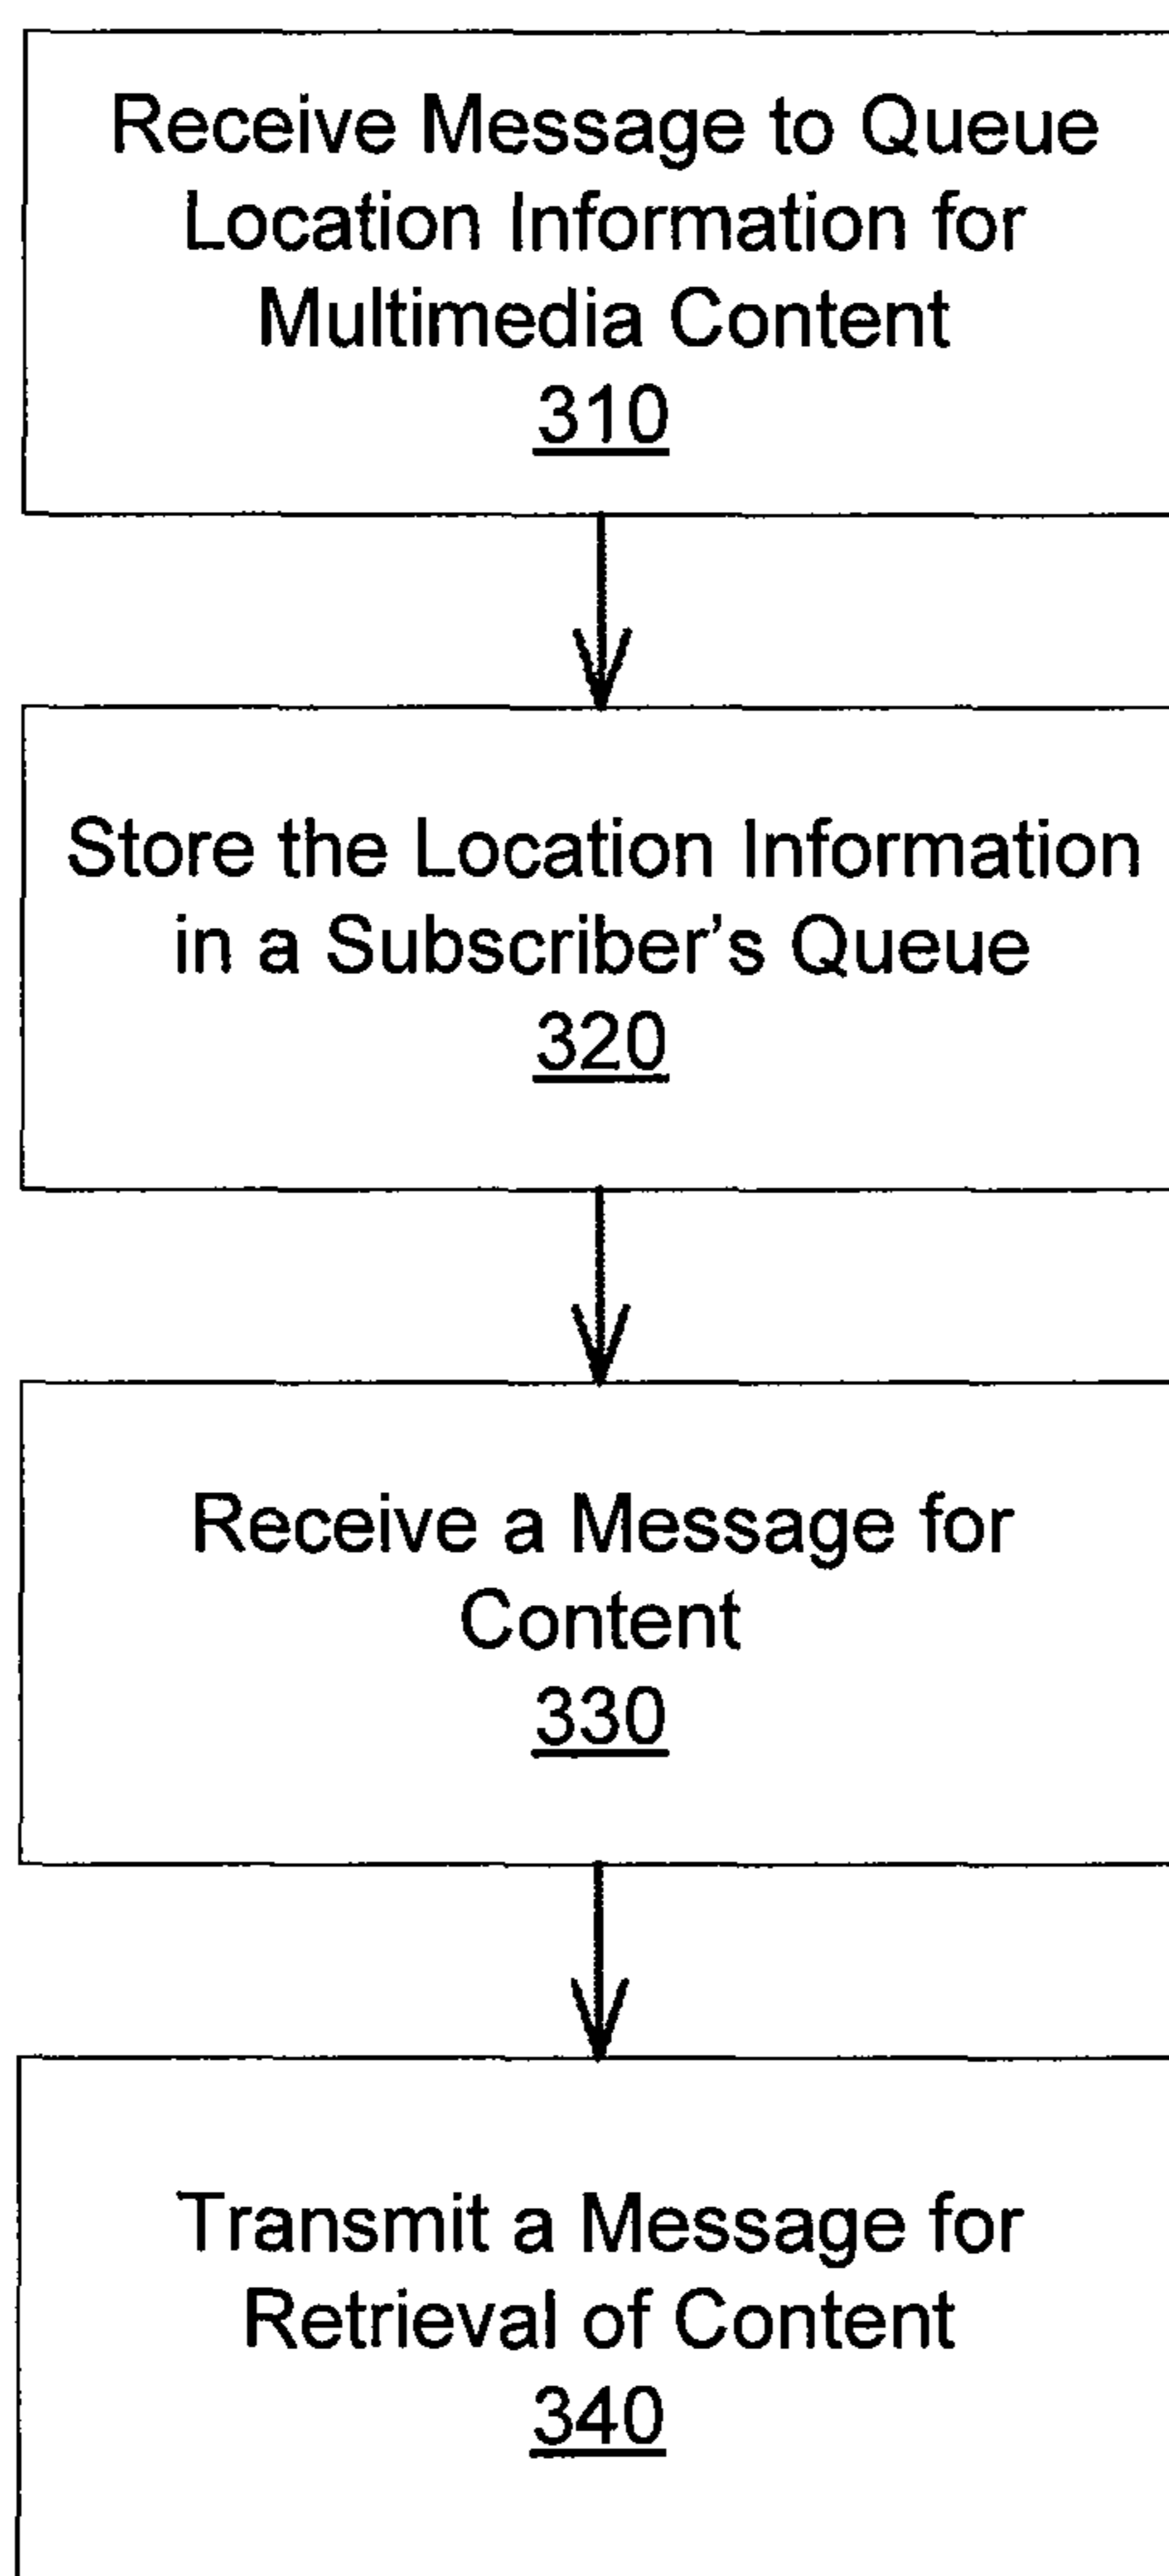 Receive Message to Queue
Location Information for
Multimedia Content
310
Store the Location Information
in a Subscriber's Queue
320
Receive a Message for
Content
330
Transmit a Message for
Retrieval of Content
340